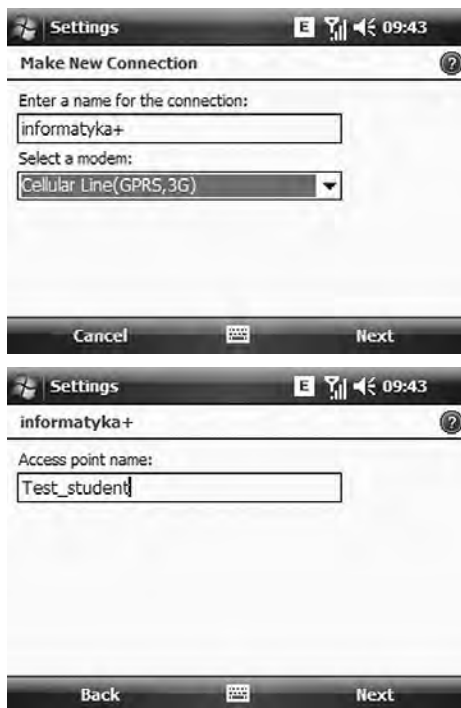 Settings E 09:43
Make New Connection ?
Enter a name for the connection:
informatyka+
Select a modem:
Cellular Line(GPRS,3G)
Cancel Next
Settings E 09:43
informatyka+ ?
Access point name:
Test_student
Back Next